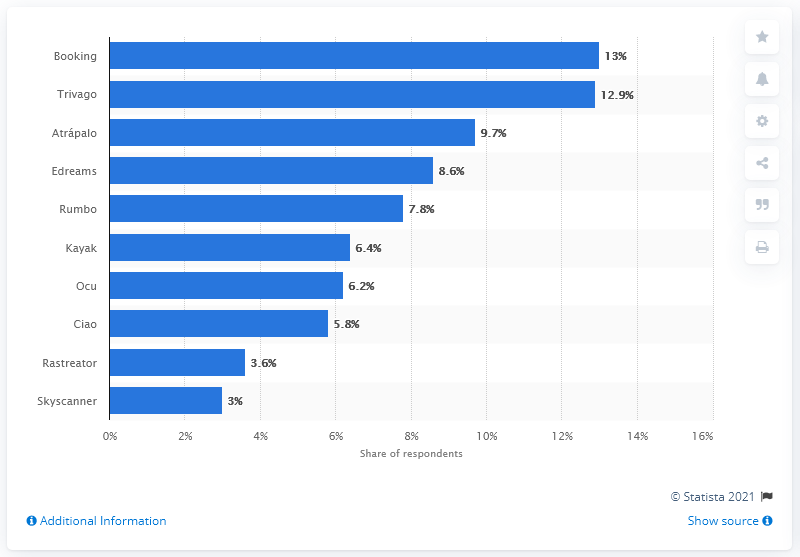 Booking 13%
Trivago 12.9%
Atrápalo 9.7%
Edreams 8.6%
Rumbo 7.8%
Kayak 6.4%
Ocu 6.2%
Ciao 5.8%
Rastreator 3.6%
Skyscanner 3%
0% 2% 4% 6% 8% 10% 12% 14% 16%
Share of respondents
© Statista 2021
Additional Information Show source